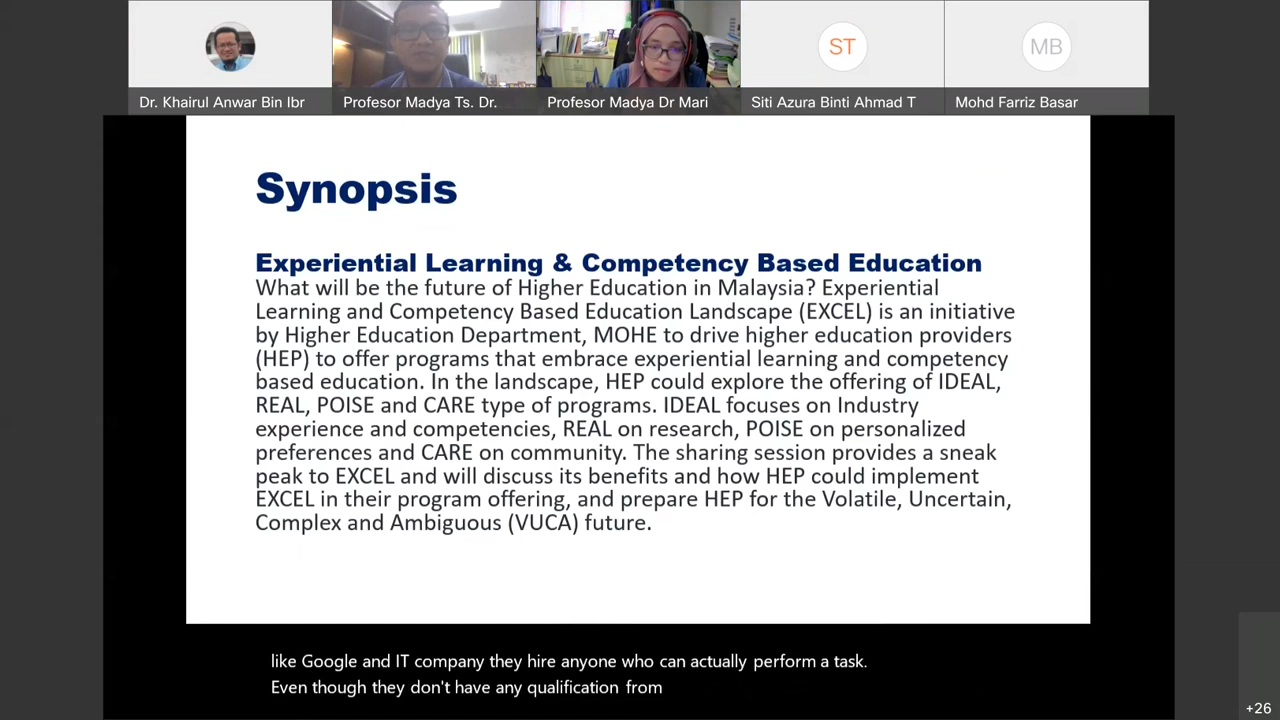 Dr. Khairul Anwar Bin Ibr
Profesor Madya Ts. Dr.
Profesor Madya Dr Mari
ST
Siti Azura Binti Ahmad T
MB
Mohd Farriz Basar
Synopsis
Experiential Learning & Competency Based Education
What will be the future of Higher Education in Malaysia? Experiential
Learning and Competency Based Education Landscape (EXCEL) is an initiative
by Higher Education Department, MOHE to drive higher education providers
(HEP) to offer programs that embrace experiential learning and competency
based education. In the landscape, HEP could explore the offering of IDEAL,
REAL, POISE and CARE type of programs. IDEAL focuses on Industry
experience and competencies, REAL on research, POISE on personalized
preferences and CARE on community. The sharing session provides a sneak
peak to EXCEL and will discuss its benefits and how HEP could implement
EXCEL in their program offering, and prepare HEP for the Volatile, Uncertain,
Complex and Ambiguous (VUCA) future.
like Google and IT company they hire anyone who can actually perform a task.
Even though they don't have any qualification from
+26